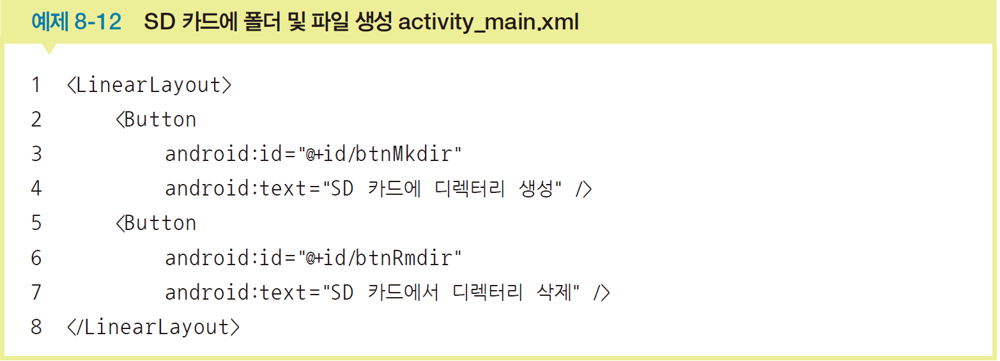 예제 8-12 SD 카드에 폴더 및 파일 생성 activity_main.xml
1 <LinearLayout>
2 <Button
3 android:id="@+id/btnMkdir"
4 android:text="SD 카드에 디렉터리 생성" />
5 <Button
6 android:id="@+id/btnRmdir"
7 android:text="SD 카드에서 디렉터리 삭제" />
8 </LinearLayout>